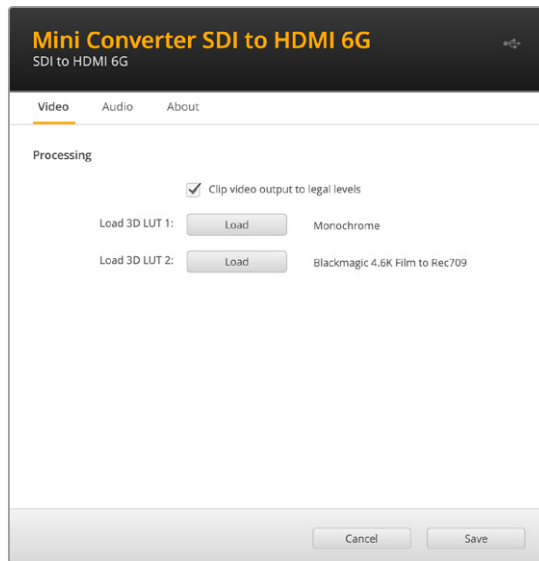 Mini Converter SDI to HDMI 6G
SDI to HDMI 6G
Video Audio About
Processing
Clip video output to legal levels
Load 3D LUT 1: Load Monochrome
Load 3D LUT 2: Load Blackmagic 4.6K Film to Rec709
Cancel Save